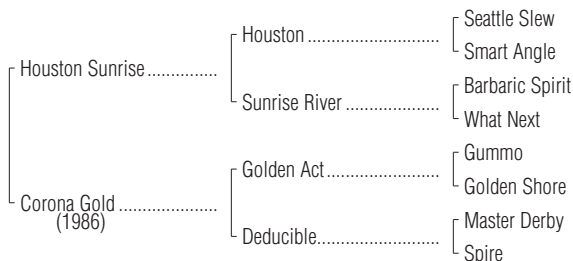 Seattle Slew
Houston ........................................
Smart Angle
Houston Sunrise ...............
Barbaric Spirit
Sunrise River ............................
What Next
Gummo
Golden Act ..................................
Golden Shore
Corona Gold .....................
(1986)
Master Derby
Deducible.....................................
Spire